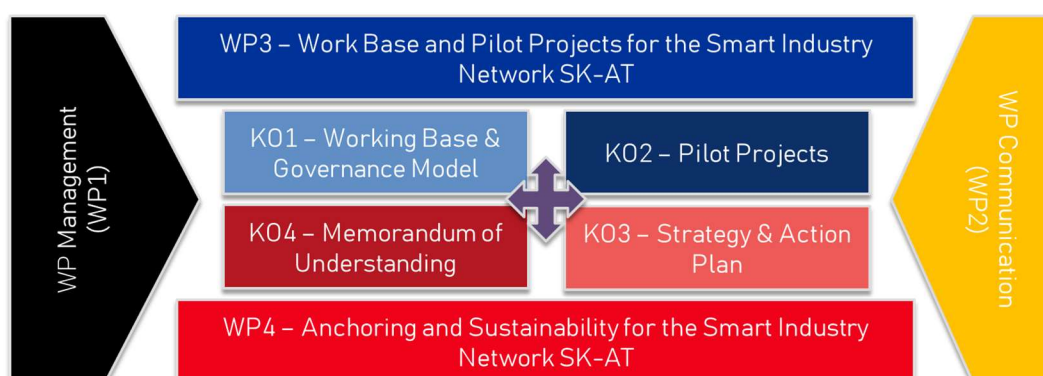 WP Management
(WP1)
WP3 – Work Base and Pilot Projects for the Smart Industry
Network SK-AT
KO1 – Working Base &
Governance Model
KO2 – Pilot Projects
KO4 – Memorandum of
Understanding
KO3 – Strategy & Action
Plan
WP4 – Anchoring and Sustainability for the Smart Industry
Network SK-AT
WP Communication
(WP2)